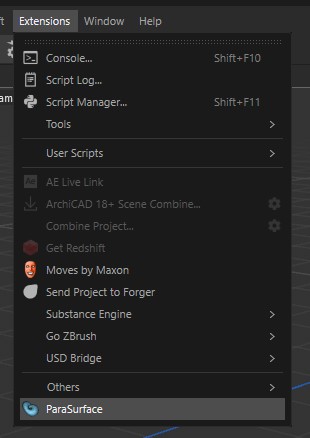 Extensions Window Help
Console... Shift+F10
Script Log...
Script Manager... Shift+F11
Tools
User Scripts
AE Live Link
ArchiCAD 18+ Scene Combine...
Combine Project...
Get Redshift
Moves by Maxon
Send Project to Forger
Substance Engine
Go ZBrush
USD Bridge
Others
ParaSurface